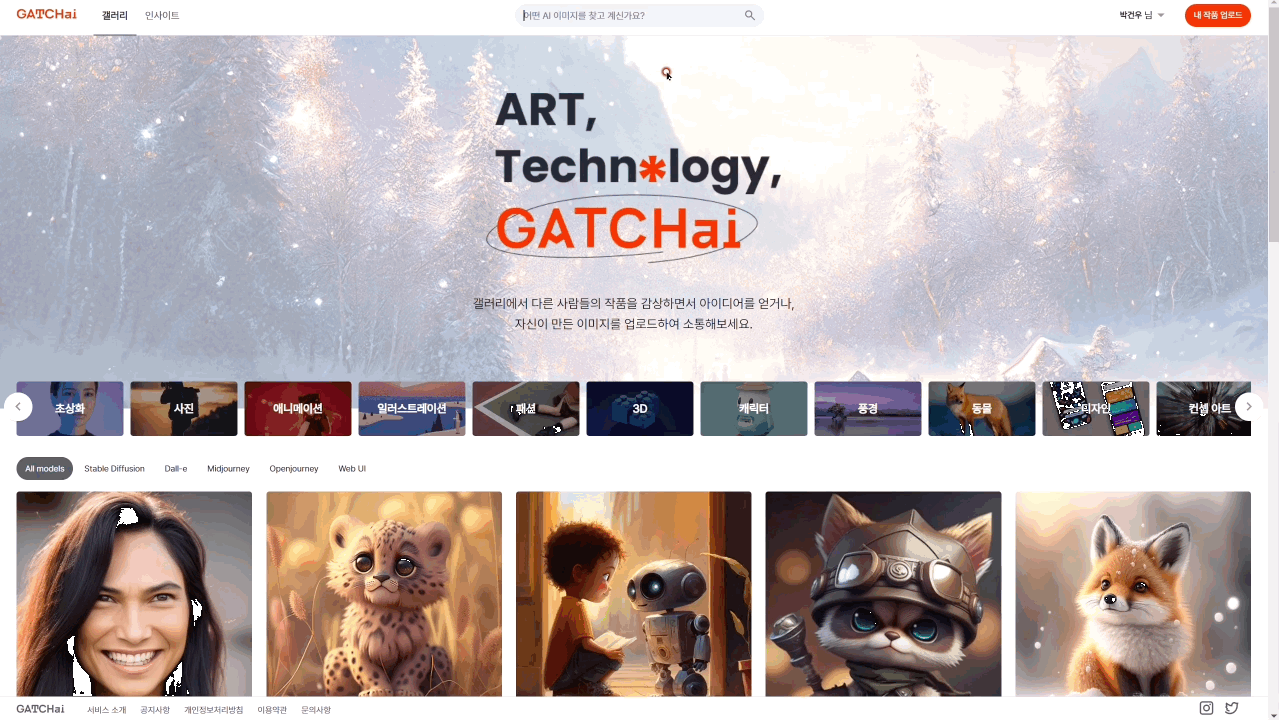 GATCHai 갤러리 인사이트 어떤 AI 이미지를 찾고 계신가요? 박건우 님 내 작품 업로드
ART,
Techn*logy,
GATCHai
갤러리에서 다른 사람들의 작품을 감상하면서 아이디어를 얻거나,
자신이 만든 이미지를 업로드하여 소통해보세요.
초상화 사진 애니메이션 일러스트레이션 패션 3D 캐릭터 풍경 동물 디자인 컨셉 아트
All models Stable Diffusion Dall-e Midjourney Openjourney Web UI
GATCHai 서비스 소개 공지사항 개인정보처리방침 이용약관 문의사항